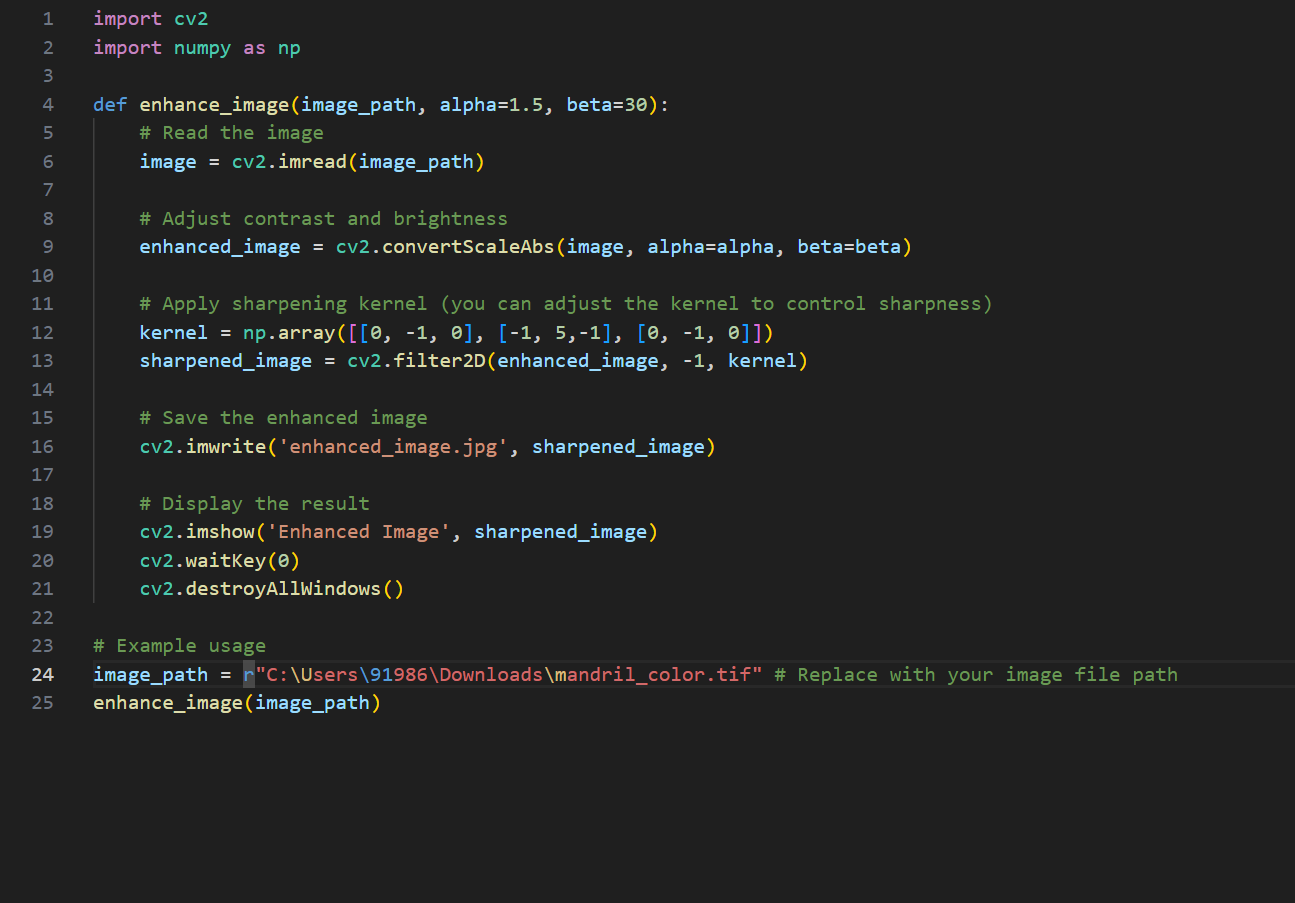 1 import cv2
2 import numpy as np
3
4 def enhance_image(image_path, alpha=1.5, beta=30):
5     # Read the image
6     image = cv2.imread(image_path)
7
8     # Adjust contrast and brightness
9     enhanced_image = cv2.convertScaleAbs(image, alpha=alpha, beta=beta)
10
11     # Apply sharpening kernel (you can adjust the kernel to control sharpness)
12     kernel = np.array([[0, -1, 0], [-1, 5,-1], [0, -1, 0]])
13     sharpened_image = cv2.filter2D(enhanced_image, -1, kernel)
14
15     # Save the enhanced image
16     cv2.imwrite('enhanced_image.jpg', sharpened_image)
17
18     # Display the result
19     cv2.imshow('Enhanced Image', sharpened_image)
20     cv2.waitKey(0)
21     cv2.destroyAllWindows()
22
23 # Example usage
24 image_path = r"C:\Users\91986\Downloads\mandril_color.tif" # Replace with your image file path
25 enhance_image(image_path)